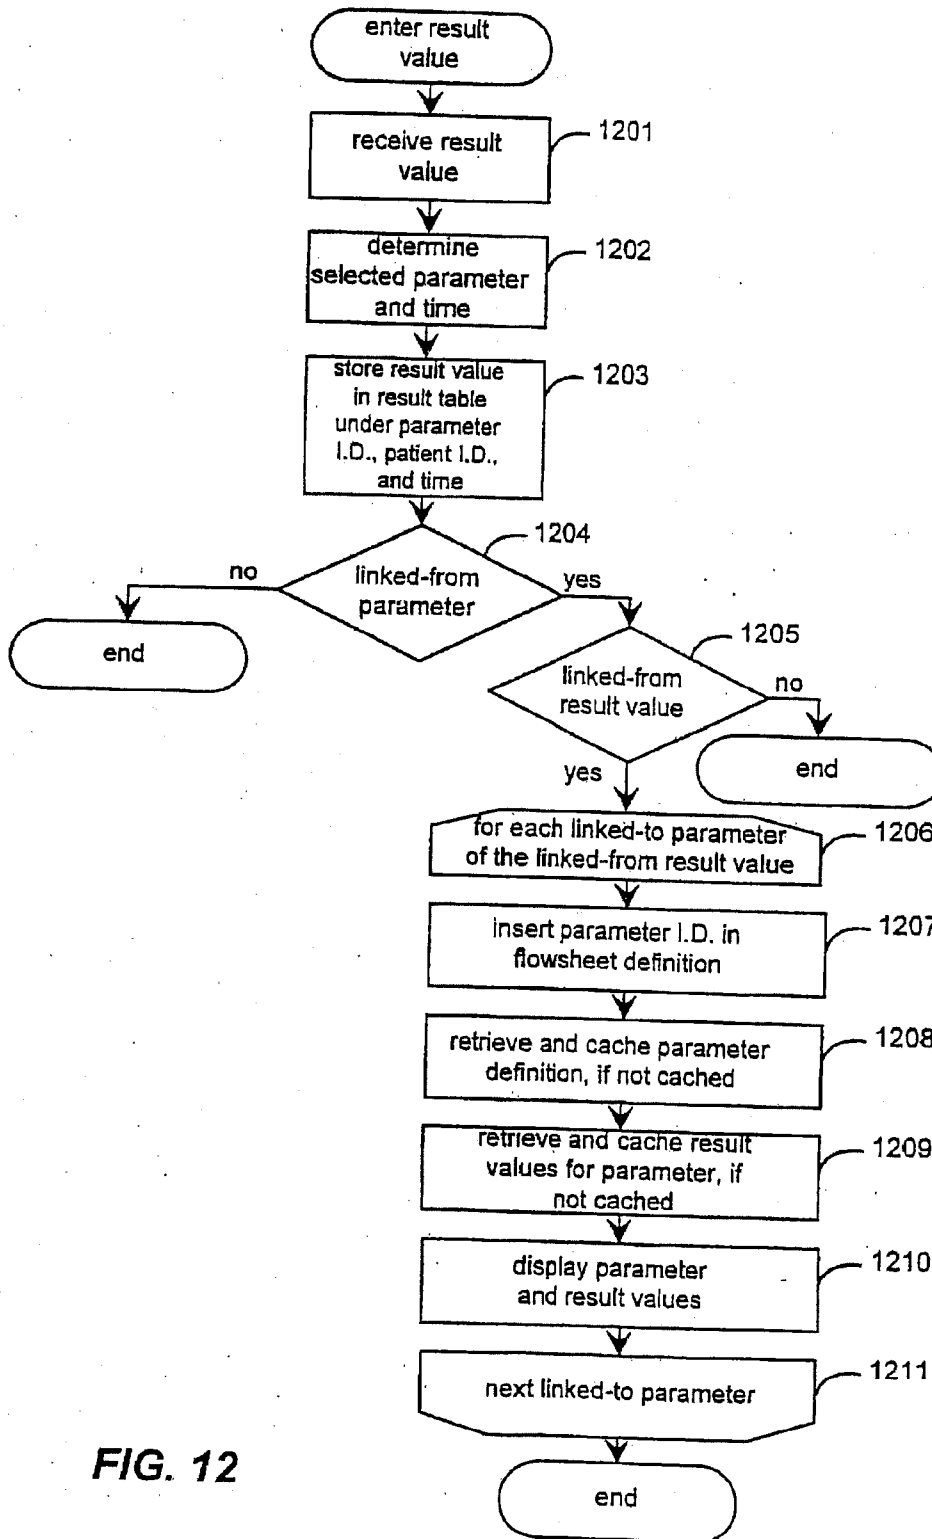 enter result
value
receive result
value
1201
determine
selected parameter
and time
1202
store result value
in result table
under parameter
I.D., patient I.D.,
and time
1203
linked-from
parameter
1204
no
yes
end
linked-from
result value
1205
no
yes
end
for each linked-to parameter
of the linked-from result value
1206
insert parameter I.D. in
flowsheet definition
1207
retrieve and cache parameter
definition, if not cached
1208
retrieve and cache result
values for parameter, if
not cached
1209
display parameter
and result values
1210
next linked-to parameter
1211
end
FIG. 12